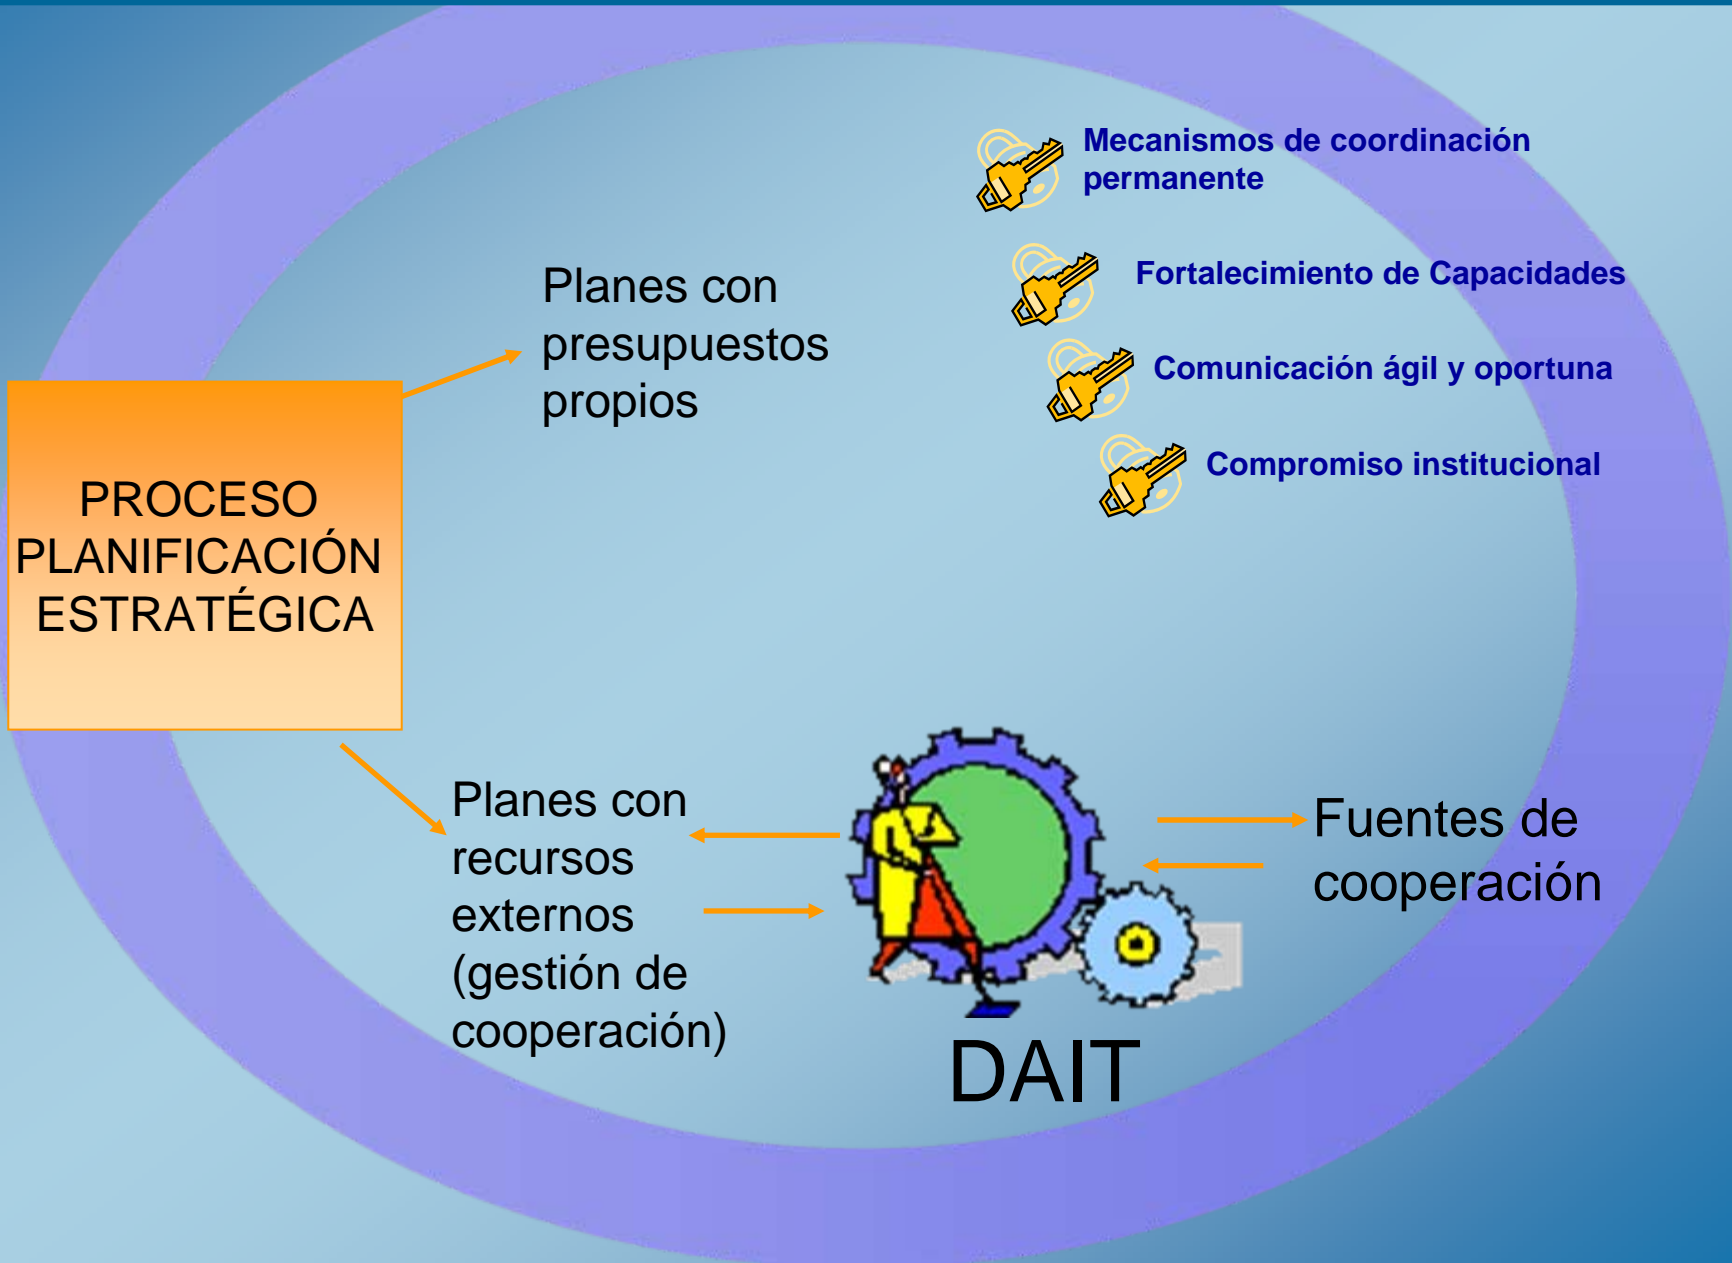 Mecanismos de coordinación
permanente
Fortalecimiento de Capacidades
Comunicación ágil y oportuna
Compromiso institucional
Planes con
presupuestos
propios
PROCESO
PLANIFICACIÓN
ESTRATÉGICA
Planes con
recursos
externos
(gestión de
cooperación)
Fuentes de
cooperación
DAIT